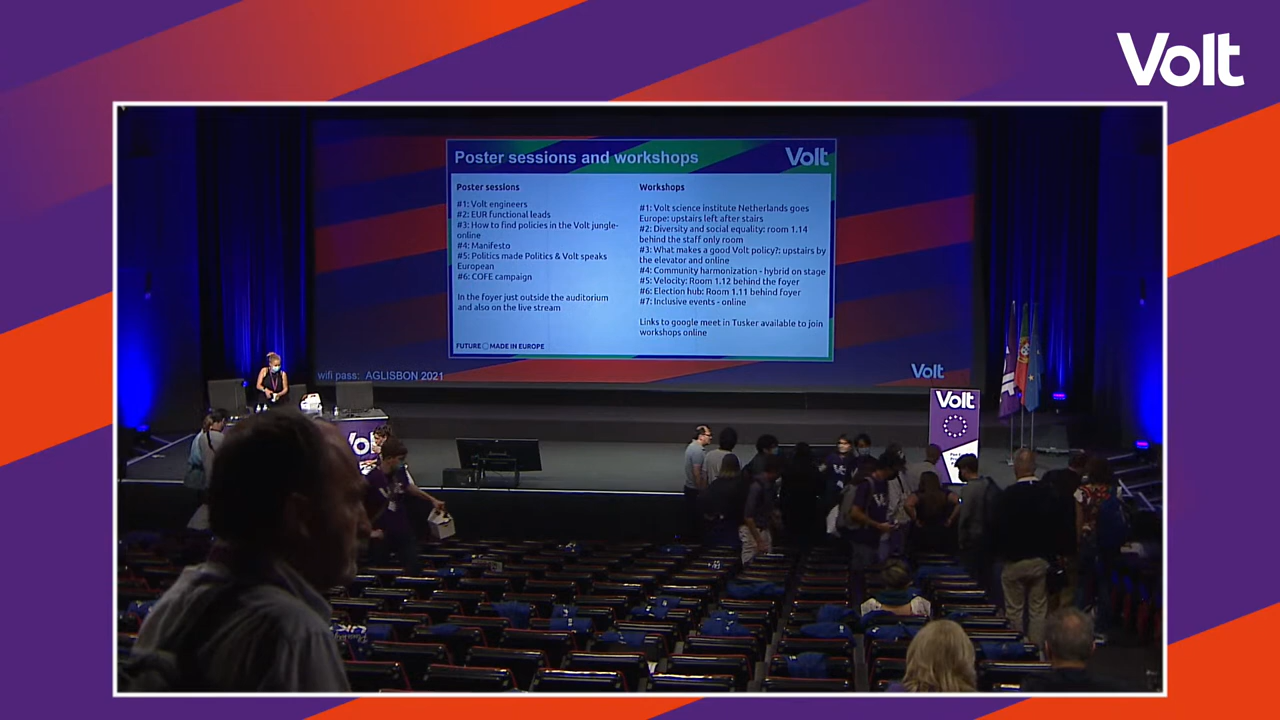 Volt
Poster sessions and workshops
Volt
Poster sessions
#1: Volt engineers
#2: EUR functional leads
#3: How to find policies in the Volt jungle-
online
#4: Manifesto
#5: Politics made Politics & Volt speaks
European
#6: COFE campaign
In the foyer just outside the auditorium
and also on the live stream
Workshops
#1: Volt science institute Netherlands goes
Europe: upstairs left after stairs
#2: Diversity and social equality: room 1.14
behind the staff only room
#3: What makes a good Volt policy?: upstairs by
the elevator and online
#4: Community harmonization - hybrid on stage
#5: Velocity: Room 1.12 behind the foyer
#6: Election hub: Room 1.11 behind foyer
#7: Inclusive events - online
Links to google meet in Tusker available to join
workshops online
FUTURE MADE IN EUROPE
wifi pass: AGLISBON 2021
Volt
Volt
Vol